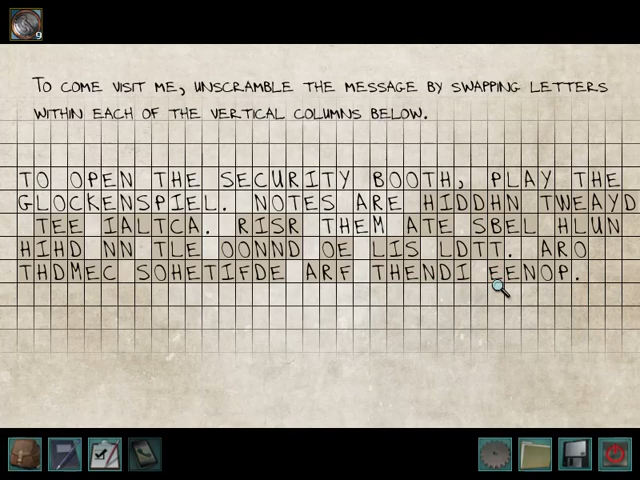 9
TO COME VISIT ME, UNSCRAMBLE THE MESSAGE BY SWAPPING LETTERS
WITHIN EACH OF THE VERTICAL COLUMNS BELOW.
TO OPEN THE SECURITY BOOTH, PLAY THE
GLOCKENSPIEL. NOTES ARE HIDDHN TWEAYD
TEE IALTCA. RISR THEM ATE SBEL HLUN
HIHD NN TLE OONND OE LIS LDTT. ARO
THDMEC SOHETIFDE ARF THENDI EENOP.